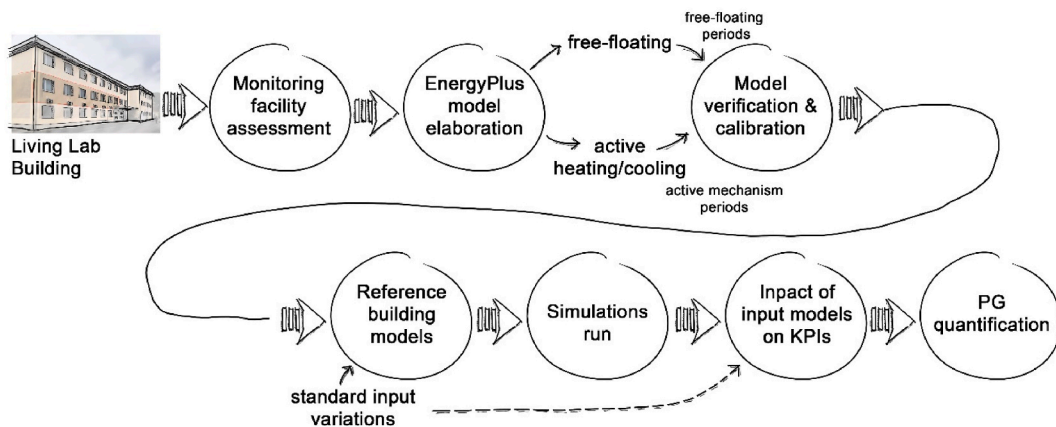 Living Lab
Building
Monitoring
facility
assessment
EnergyPlus
model
elaboration
free-floating
active
heating/cooling
free-floating
periods
active mechanism
periods
Model
verification &
calibration
Reference
building
models
standard input
variations
Simulations
run
Inpact of
input models
on KPIs
PG
quantification